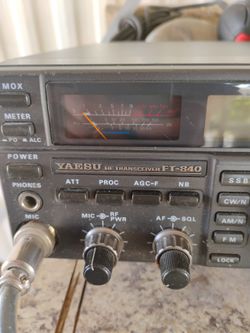 MOX
METER
PO ALC
POWER
YAESU HF TRANSCEIVER FT-840
PHONES
ATT PROC AGC-F NB
SSB
MIC
MIC RF PWR
AF SQL
CW/N
AM/N
FM
LOCK